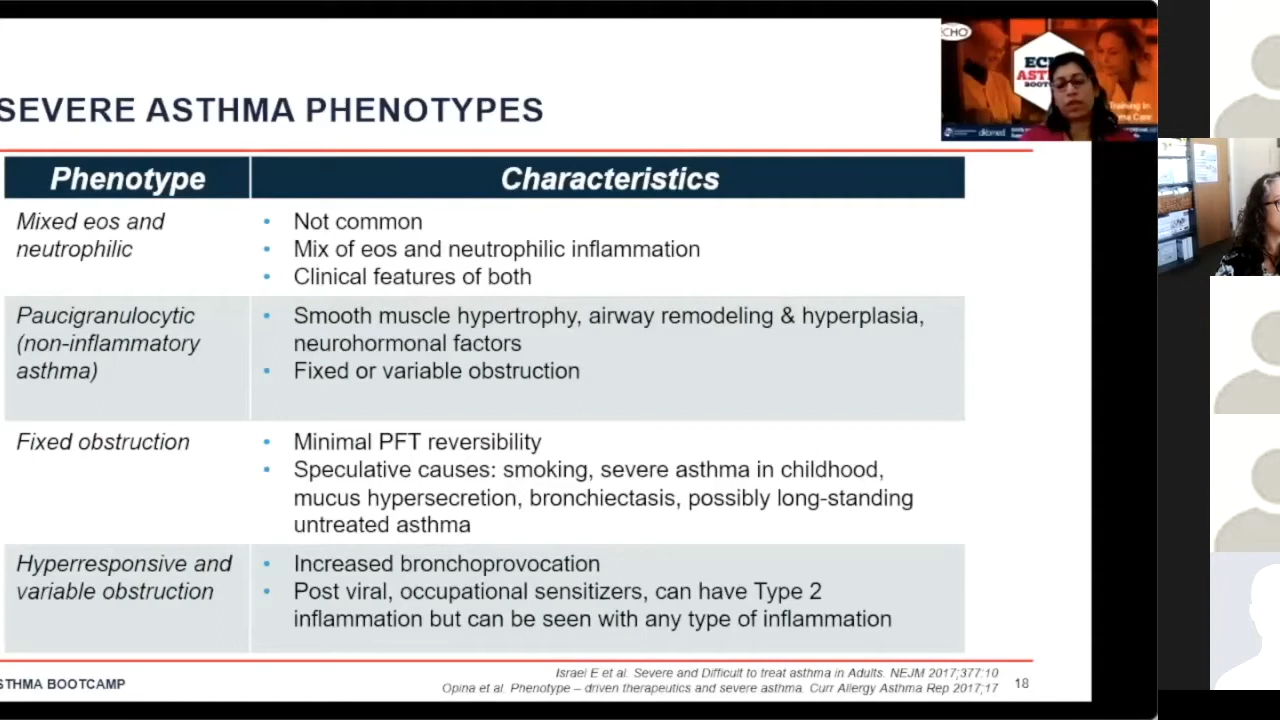 SEVERE ASTHMA PHENOTYPES
Phenotype
Characteristics
Mixed eos and
neutrophilic
• Not common
• Mix of eos and neutrophilic inflammation
• Clinical features of both
Paucigranulocytic
(non-inflammatory
asthma)
• Smooth muscle hypertrophy, airway remodeling & hyperplasia,
neurohormonal factors
• Fixed or variable obstruction
Fixed obstruction
• Minimal PFT reversibility
• Speculative causes: smoking, severe asthma in childhood,
mucus hypersecretion, bronchiectasis, possibly long-standing
untreated asthma
Hyperresponsive and
variable obstruction
• Increased bronchoprovocation
• Post viral, occupational sensitizers, can have Type 2
inflammation but can be seen with any type of inflammation
Israel E et al. Severe and Difficult to treat asthma in Adults. NEJM 2017;377:10
Opina et al. Phenotype – driven therapeutics and severe asthma. Curr Allergy Asthma Rep 2017;17
18
STHMA BOOTCAMP
CHO
Training in